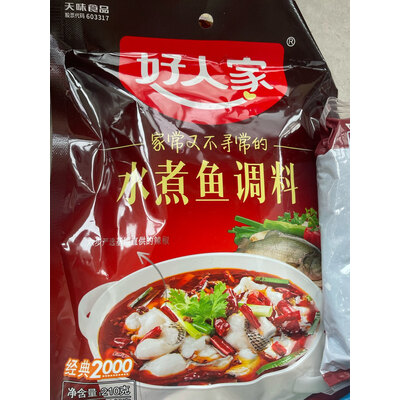 天味食品
股票代码 603317
好人家
®
家常又不寻常的
水煮鱼调料
经典2000
净含量:210克